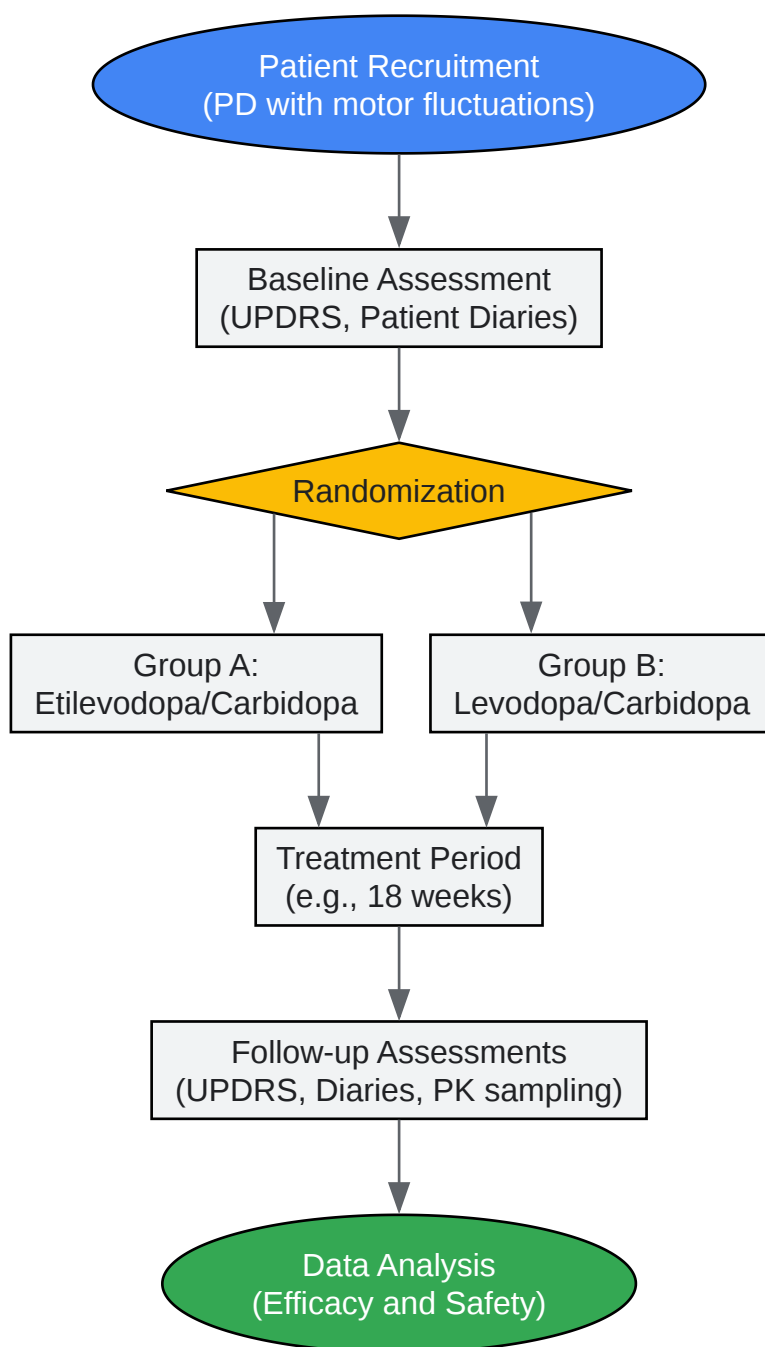 Patient Recruitment
(PD with motor fluctuations)
Baseline Assessment
(UPDRS, Patient Diaries)
Randomization
Group A:
Etilevodopa/Carbidopa
Group B:
Levodopa/Carbidopa
Treatment Period
(e.g., 18 weeks)
Follow-up Assessments
(UPDRS, Diaries, PK sampling)
Data Analysis
(Efficacy and Safety)